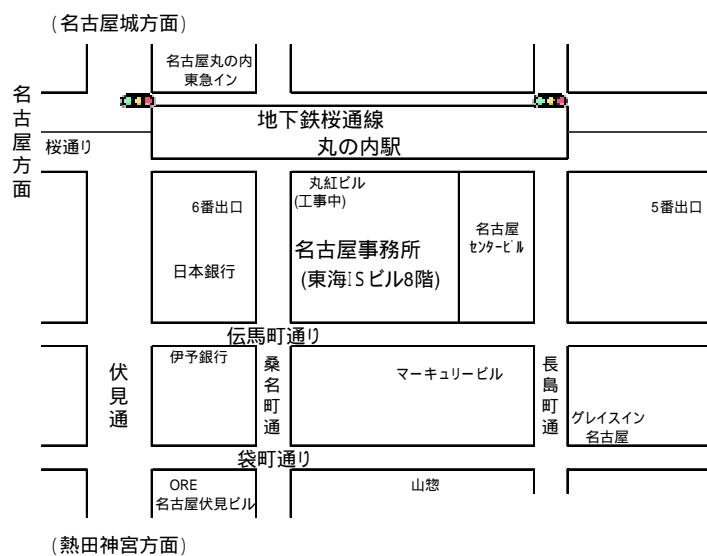 (名古屋城方面)
名古屋丸の内
東急イン
名古屋方面
地下鉄桜通線
丸の内駅
桜通り
6番出口
日本銀行
丸紅ビル
(工事中)
名古屋事務所
(東海ISビル8階)
名古屋
センタービル
5番出口
伝馬町通り
伏見通
伊予銀行
桑名町通
マーキュリービル
長島町通
グレイスイン
名古屋
袋町通り
ORE
名古屋伏見ビル
山惣
(熱田神宮方面)